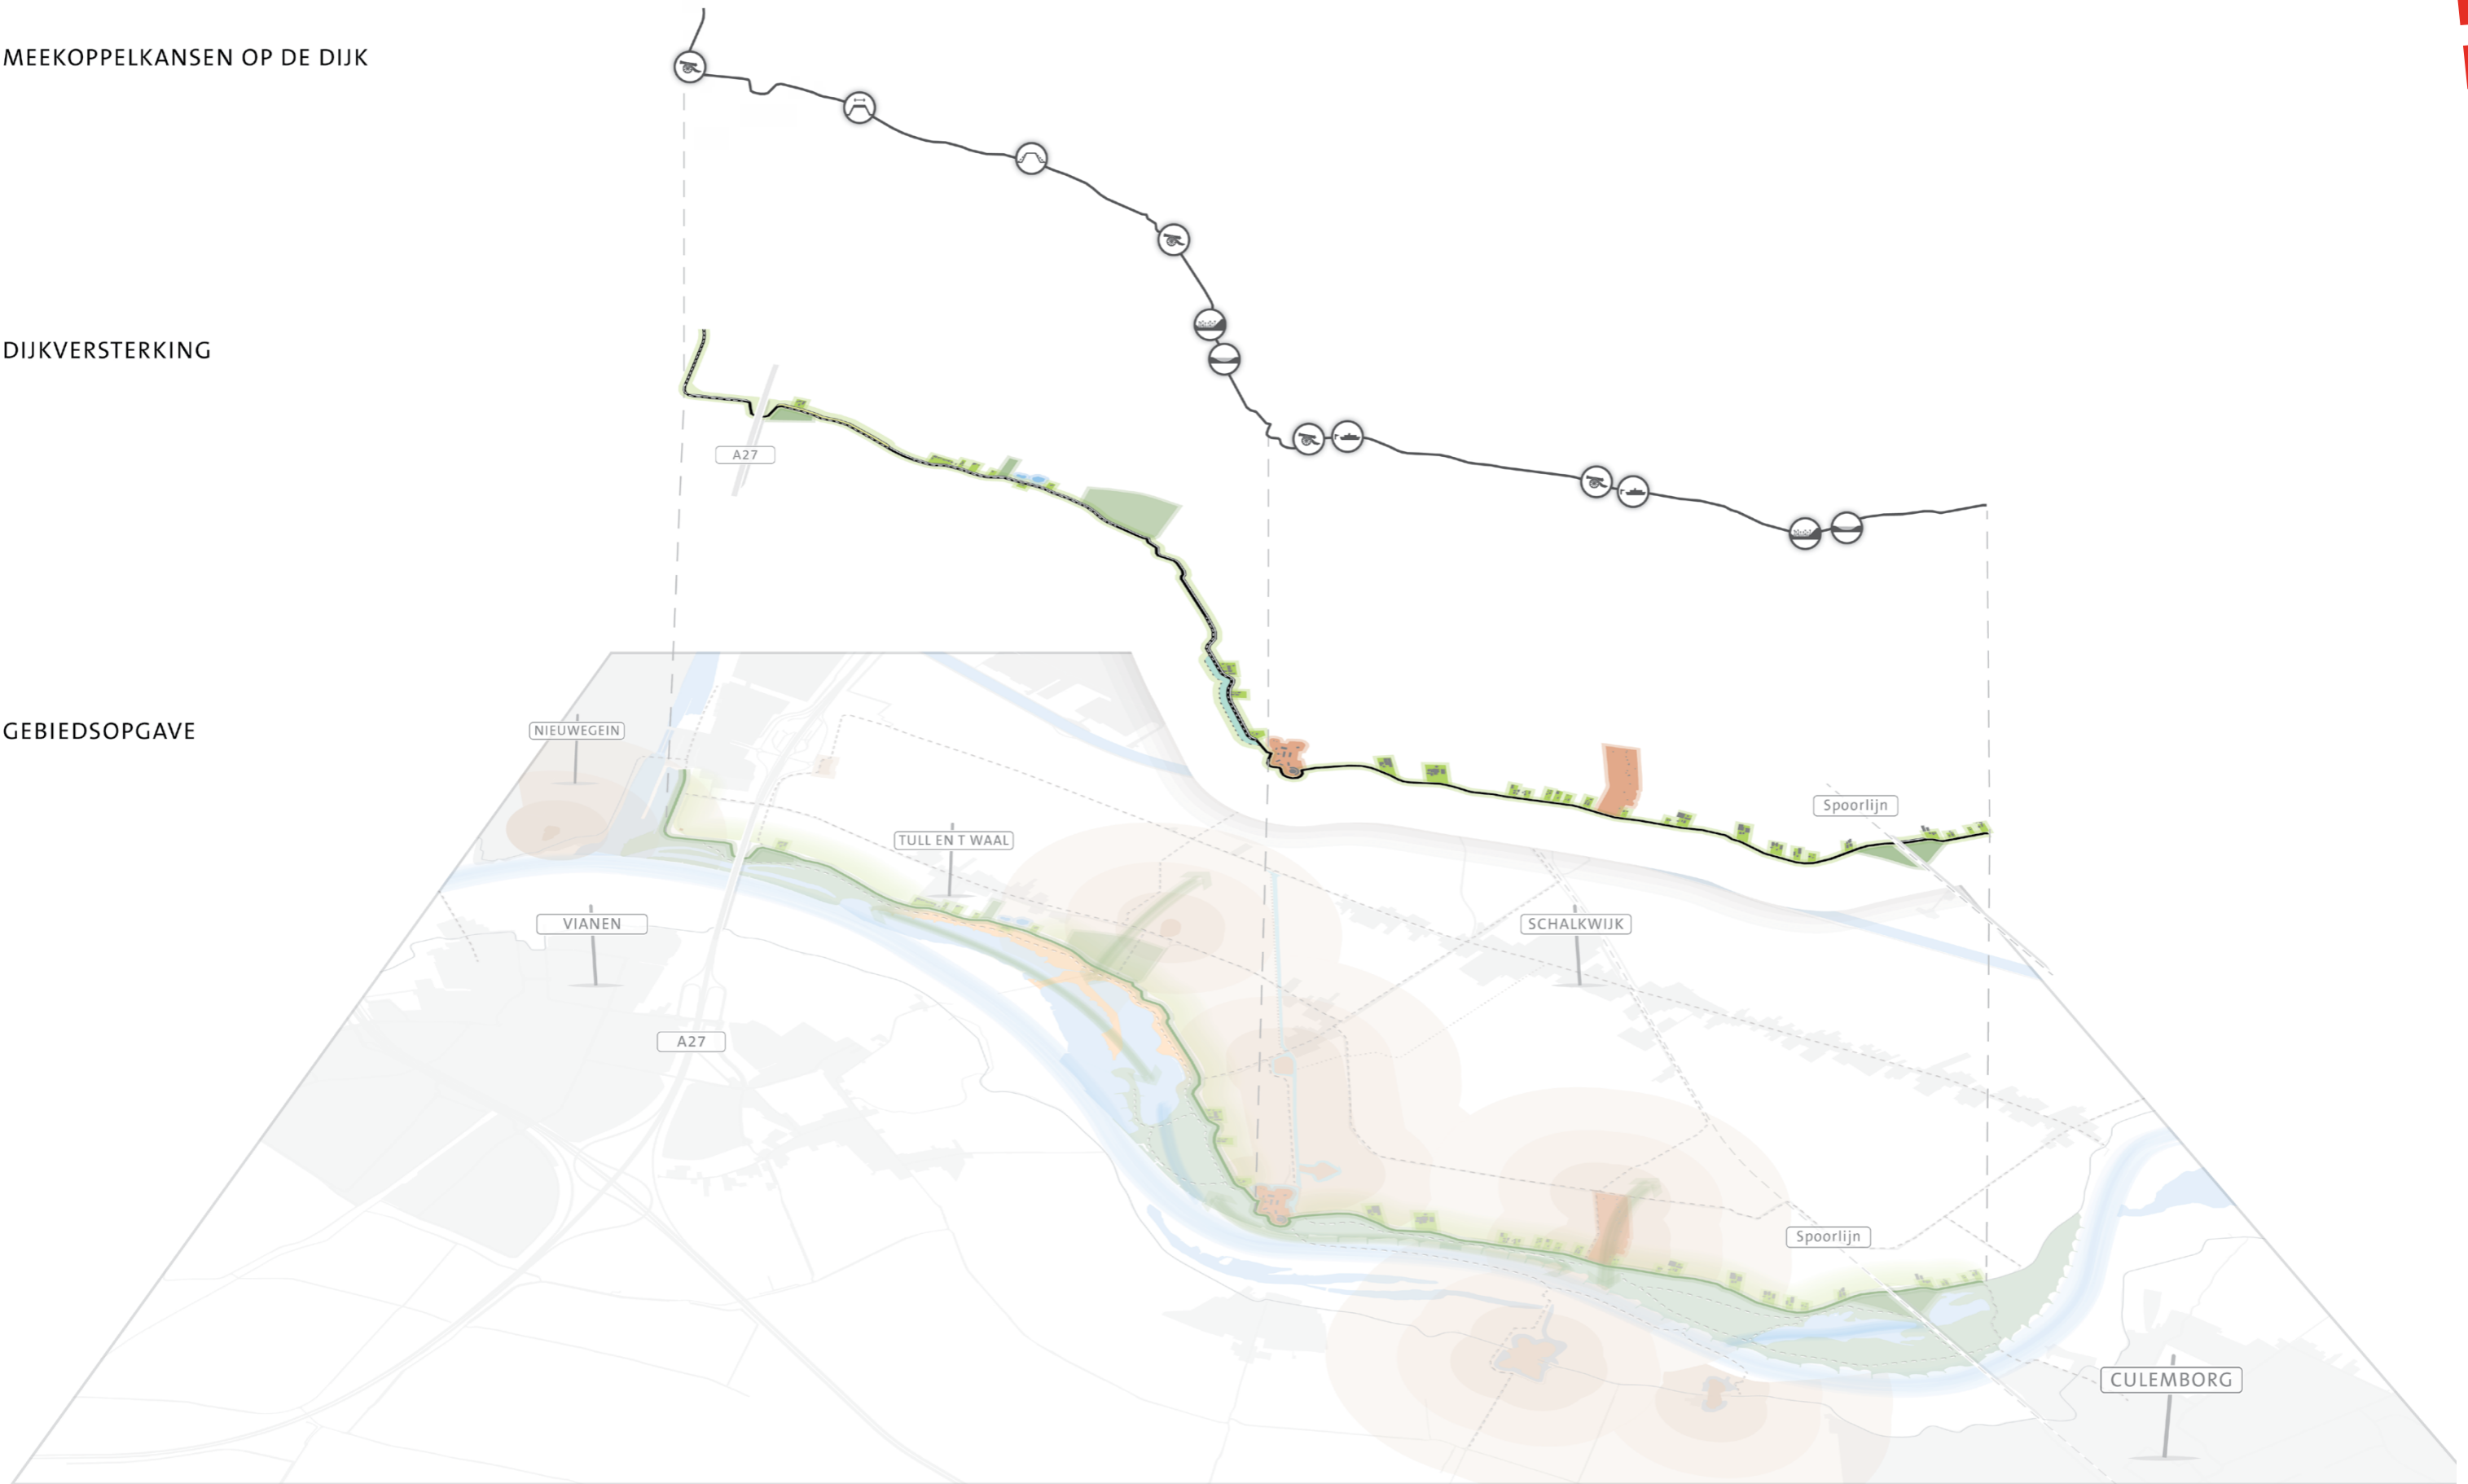 MEEKOPPELKANSEN OP DE DIJK
DIJKVERSTERKING
A27
GEBIEDSOPGAVE
NIEUWEGEIN
Spoorlijn
TULL EN T WAAL
VIANEN
SCHALKWIJK
A27
Spoorlijn
CULEMBORG